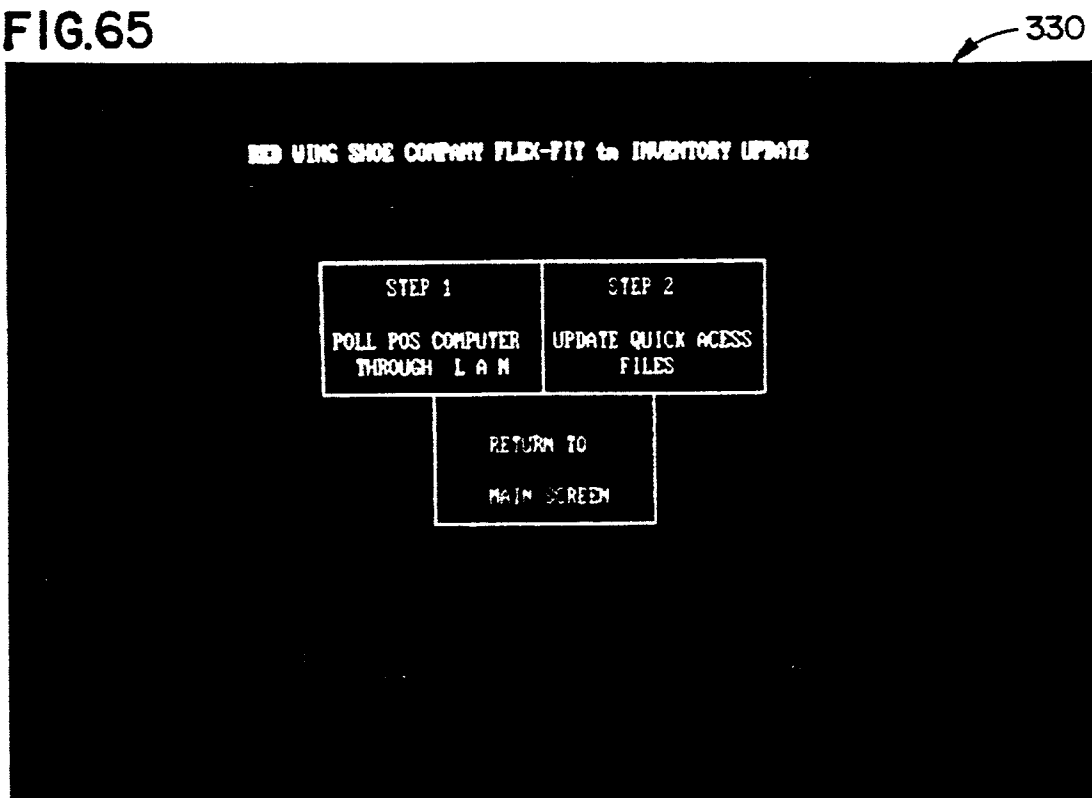 FIG.65
330
RED WING SHOE COMPANY FLEX-FIT tm INVENTORY UPDATE
STEP 1
POLL POS COMPUTER
THROUGH L A N
STEP 2
UPDATE QUICK ACESS
FILES
RETURN TO
MAIN SCREEN